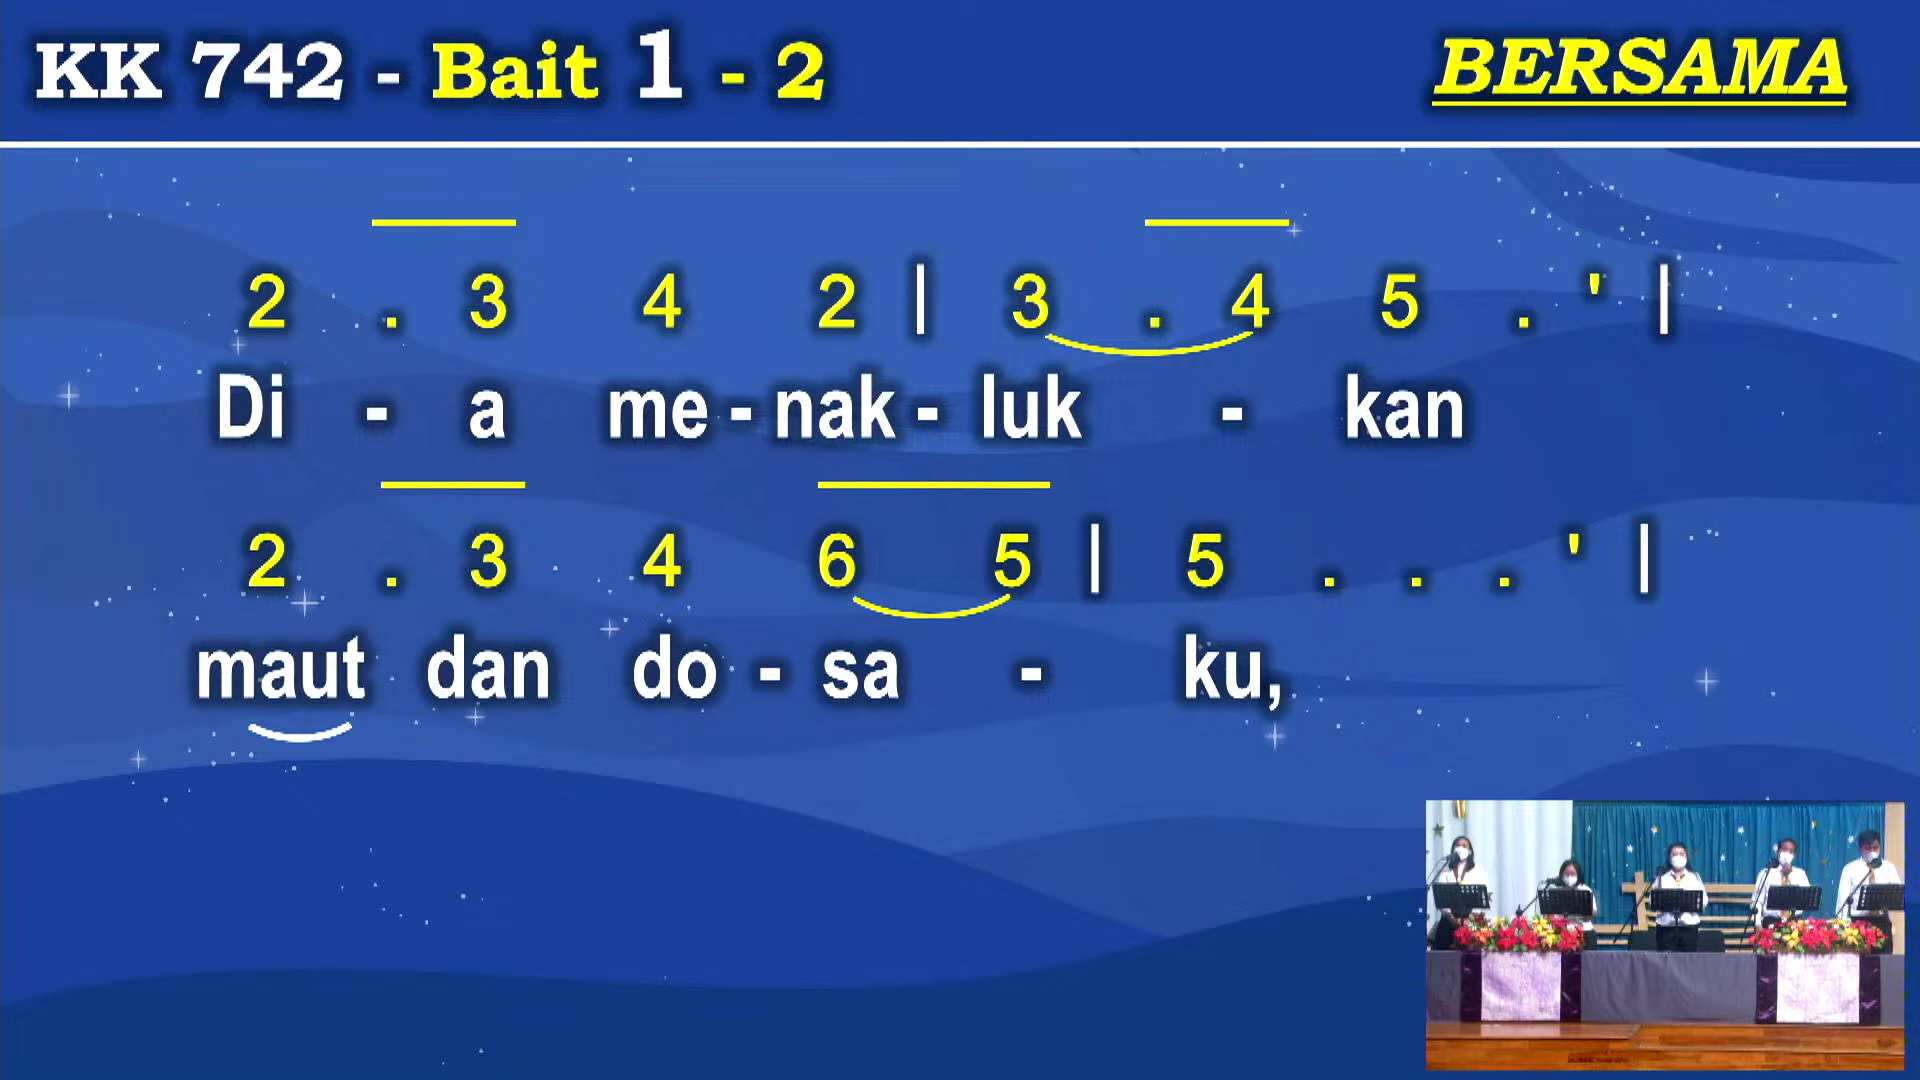 KK 742 - Bait 1 - 2
BERSAMA
2 . 3 4 2 | 3 . 4 5 . ' |
Di - a me - nak - luk - kan
2 . 3 4 6 5 | 5 . . . ' |
maut dan do - sa - ku,